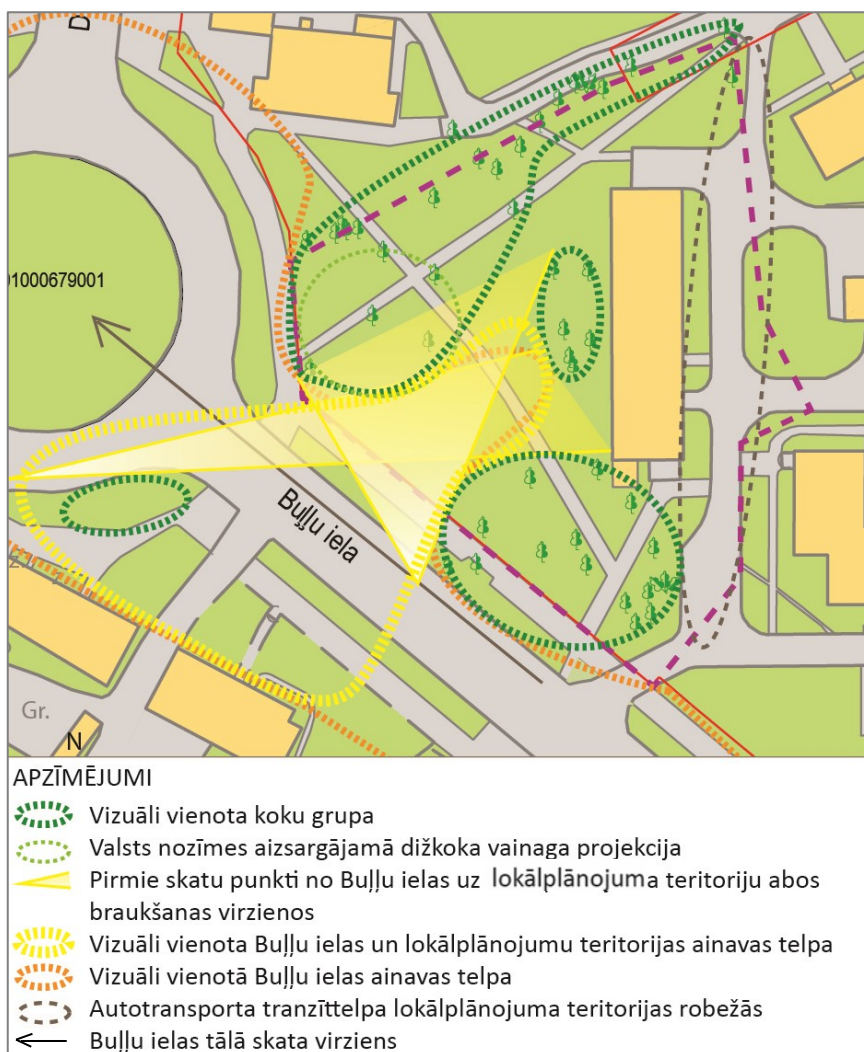 D
01000679001
Buļļu iela
Gr.
N
APZĪMĒJUMI
Vizuāli vienota koku grupa
Valsts nozīmes aizsargājamā dižkoka vainaga projekcija
Pirmie skatu punkti no Buļļu ielas uz lokālplānojuma teritoriju abos
braukšanas virzienos
Vizuāli vienota Buļļu ielas un lokālplānojumu teritorijas ainavas telpa
Vizuāli vienotā Buļļu ielas ainavas telpa
Autotransporta tranzīttelpa lokālplānojuma teritorijas robežās
Buļļu ielas tālā skata virziens